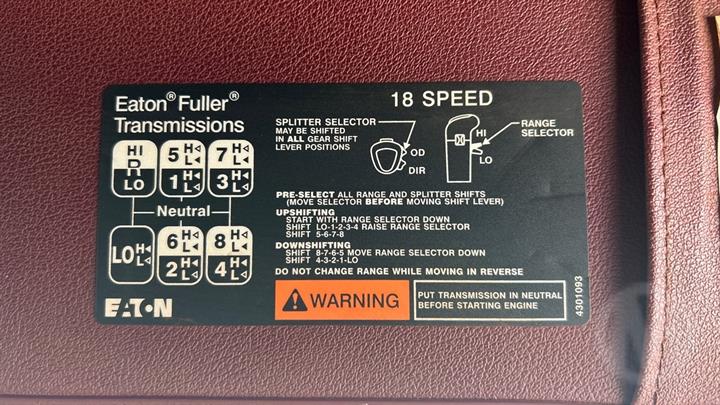 Eaton® Fuller®
Transmissions
18 SPEED
SPLITTER SELECTOR
MAY BE SHIFTED
IN ALL GEAR SHIFT
LEVER POSITIONS
OD
DIR
HI
LO
RANGE
SELECTOR
HI
R
LO
5 H L
1 H L
7 H L
3 H L
Neutral
LO H L
6 H L
2 H L
8 H L
4 H L
PRE-SELECT ALL RANGE AND SPLITTER SHIFTS
(MOVE SELECTOR BEFORE MOVING SHIFT LEVER)
UPSHIFTING
START WITH RANGE SELECTOR DOWN
SHIFT LO-1-2-3-4 RAISE RANGE SELECTOR
SHIFT 5-6-7-8
DOWNSHIFTING
SHIFT 8-7-6-5 MOVE RANGE SELECTOR DOWN
SHIFT 4-3-2-1-LO
DO NOT CHANGE RANGE WHILE MOVING IN REVERSE
EATON
WARNING
PUT TRANSMISSION IN NEUTRAL
BEFORE STARTING ENGINE
4301093